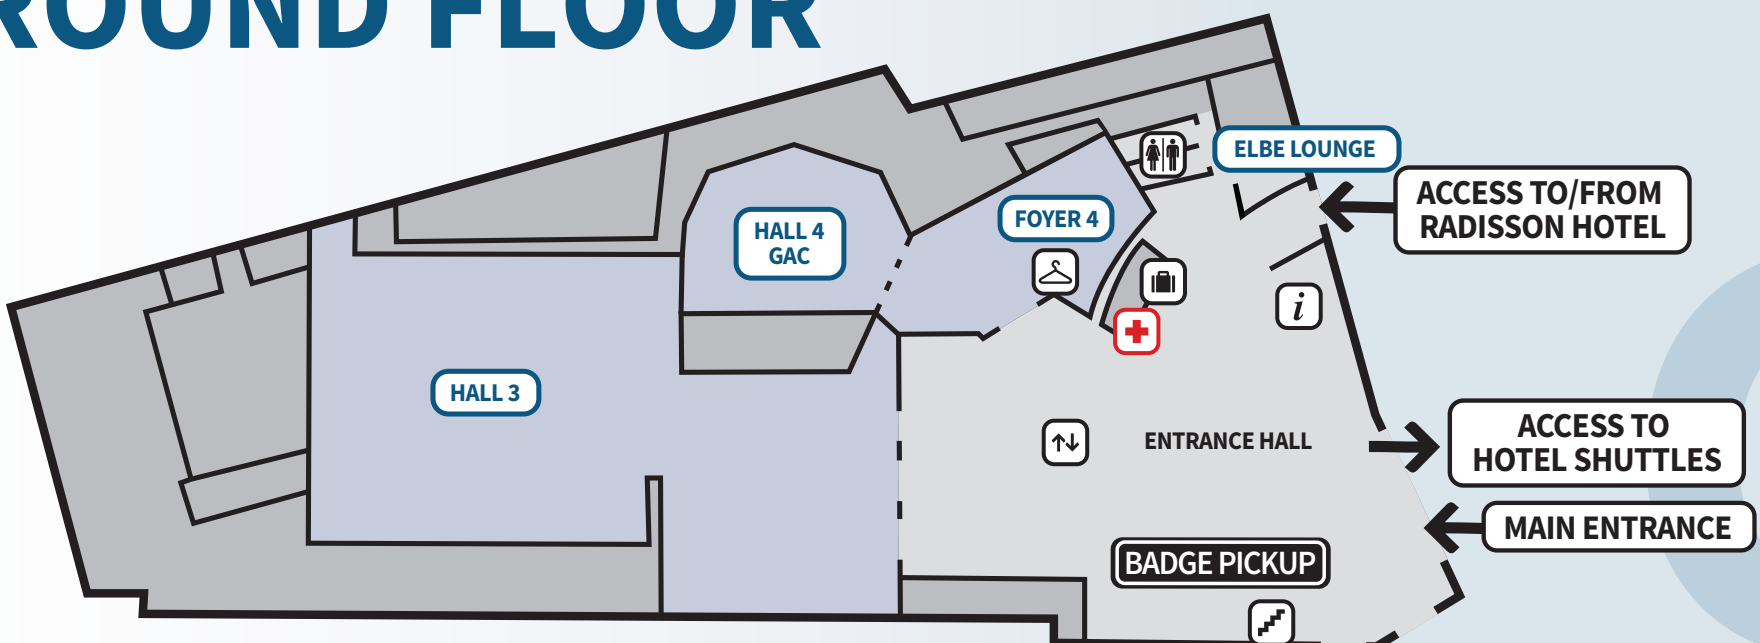 ROUND FLOOR
ELBE LOUNGE
ACCESS TO/FROM
RADISSON HOTEL
FOYER 4
HALL 4
GAC
i
HALL 3
ENTRANCE HALL
ACCESS TO
HOTEL SHUTTLES
MAIN ENTRANCE
BADGE PICKUP